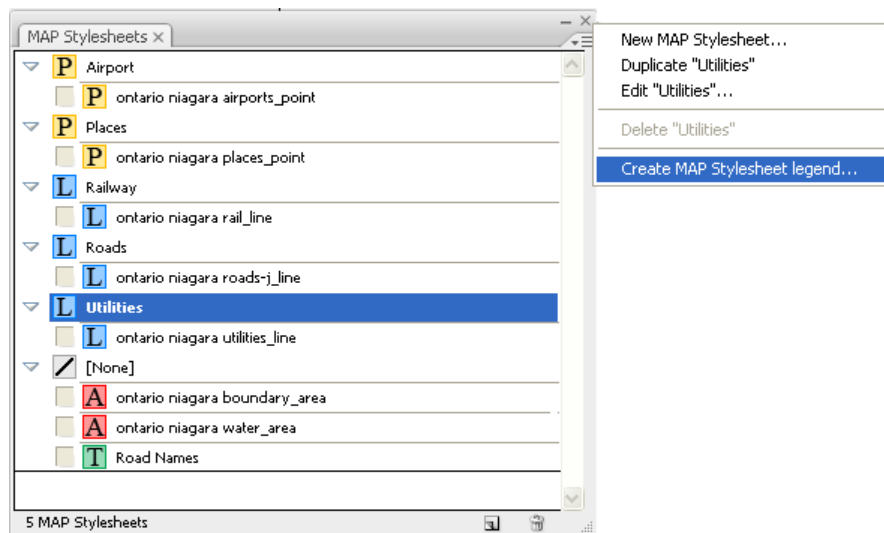 MAP Stylesheets ×
P Airport
P ontario niagara airports_point
P Places
P ontario niagara places_point
L Railway
L ontario niagara rail_line
L Roads
L ontario niagara roads-j_line
L Utilities
L ontario niagara utilities_line
[None]
A ontario niagara boundary_area
A ontario niagara water_area
T Road Names
5 MAP Stylesheets
New MAP Stylesheet...
Duplicate "Utilities"
Edit "Utilities"...
Delete "Utilities"
Create MAP Stylesheet legend...